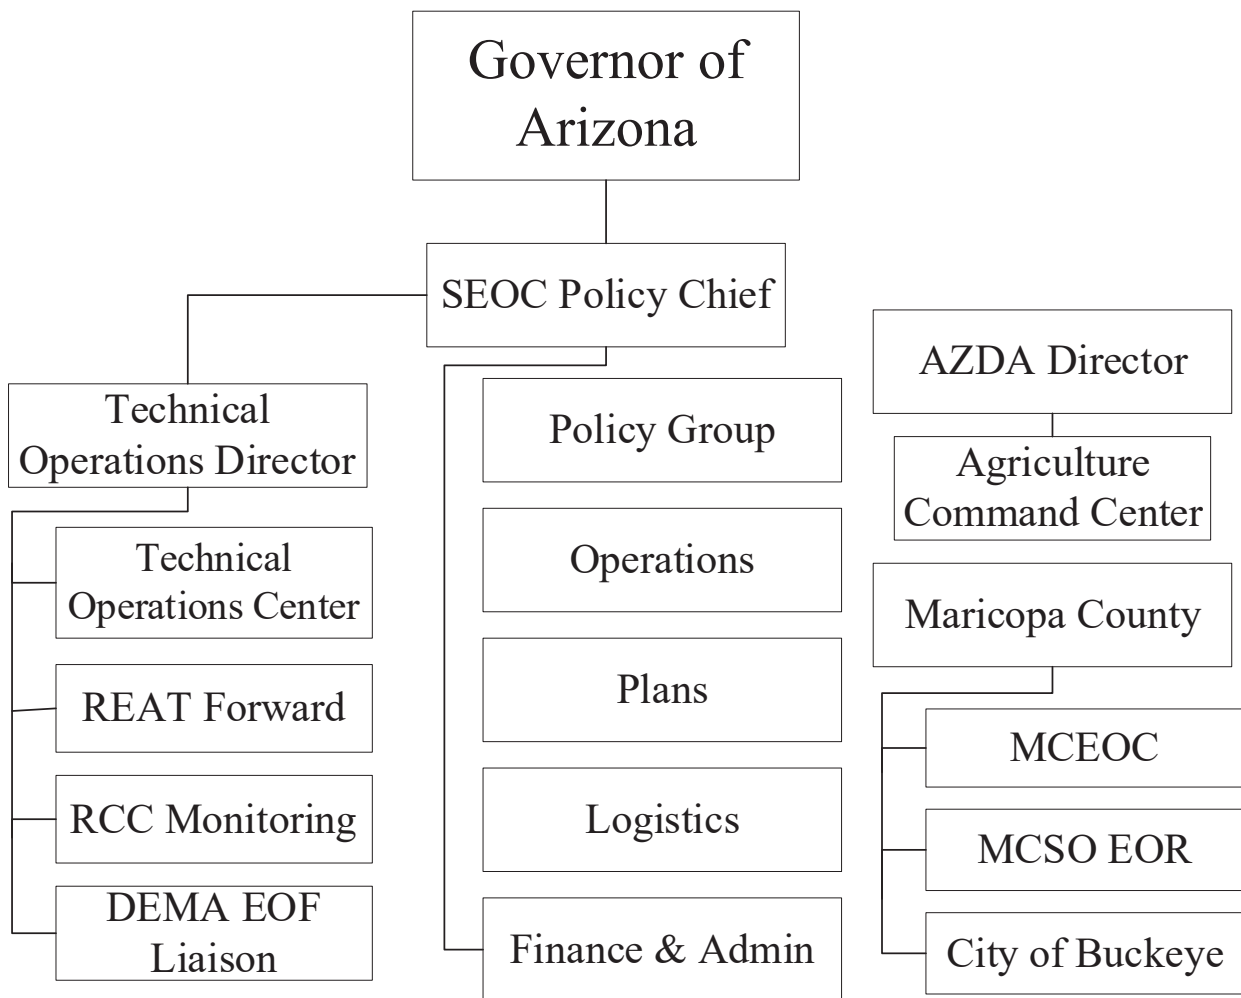 Governor of
Arizona
SEOC Policy Chief
Technical
Operations Director
Technical
Operations Center
REAT Forward
RCC Monitoring
DEMA EOF
Liaison
Policy Group
Operations
Plans
Logistics
Finance & Admin
AZDA Director
Agriculture
Command Center
Maricopa County
MCEOC
MCSO EOR
City of Buckeye